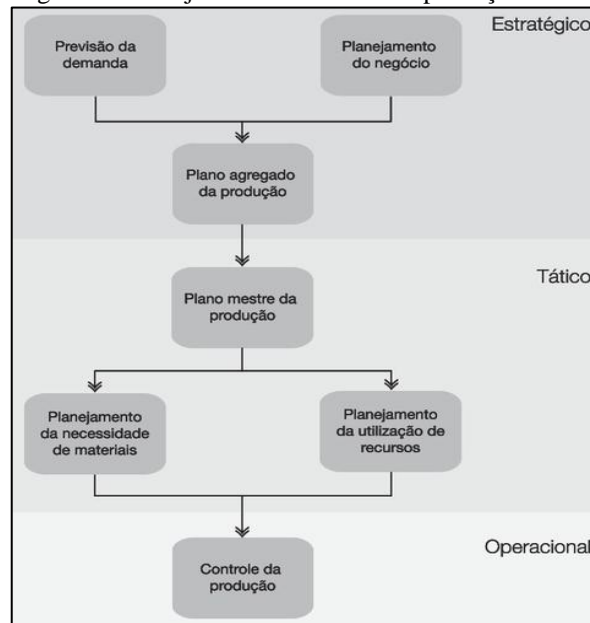 Estratégico
Previsão da
demanda
Planejamento
do negócio
Plano agregado
da produção
Tático
Plano mestre da
produção
Planejamento
da necessidade
de materiais
Planejamento
da utilização de
recursos
Operacional
Controle da
produção